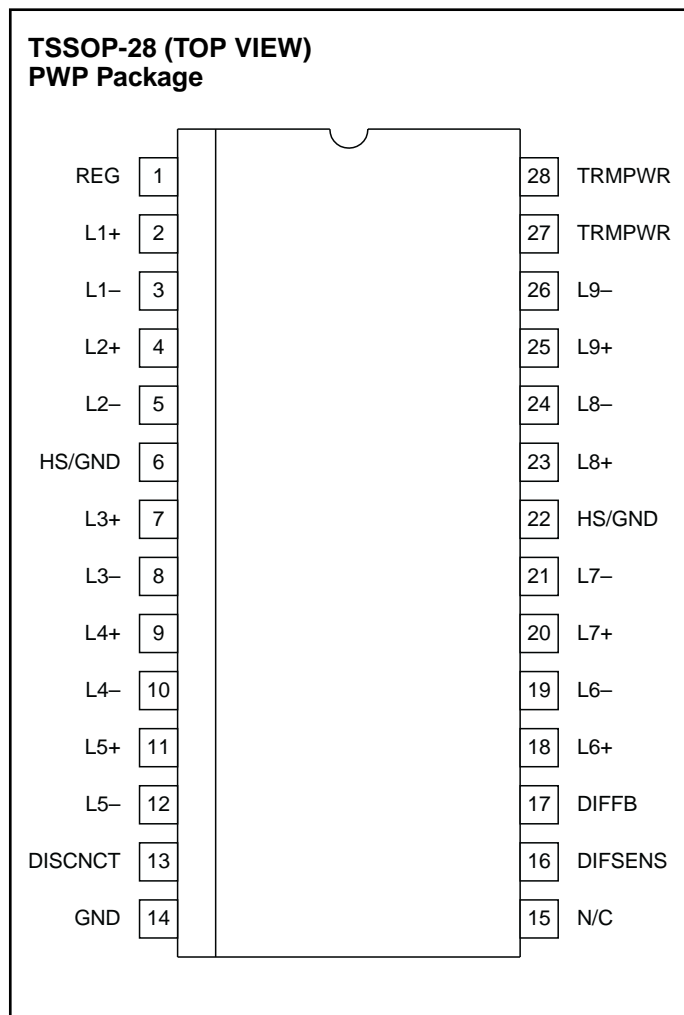 TSSOP-28 (TOP VIEW)
PWP Package
REG 1 28 TRMPWR
L1+ 2 27 TRMPWR
L1– 3 26 L9–
L2+ 4 25 L9+
L2– 5 24 L8–
HS/GND 6 23 L8+
L3+ 7 22 HS/GND
L3– 8 21 L7–
L4+ 9 20 L7+
L4– 10 19 L6–
L5+ 11 18 L6+
L5– 12 17 DIFFB
DISCNCT 13 16 DIFSENS
GND 14 15 N/C